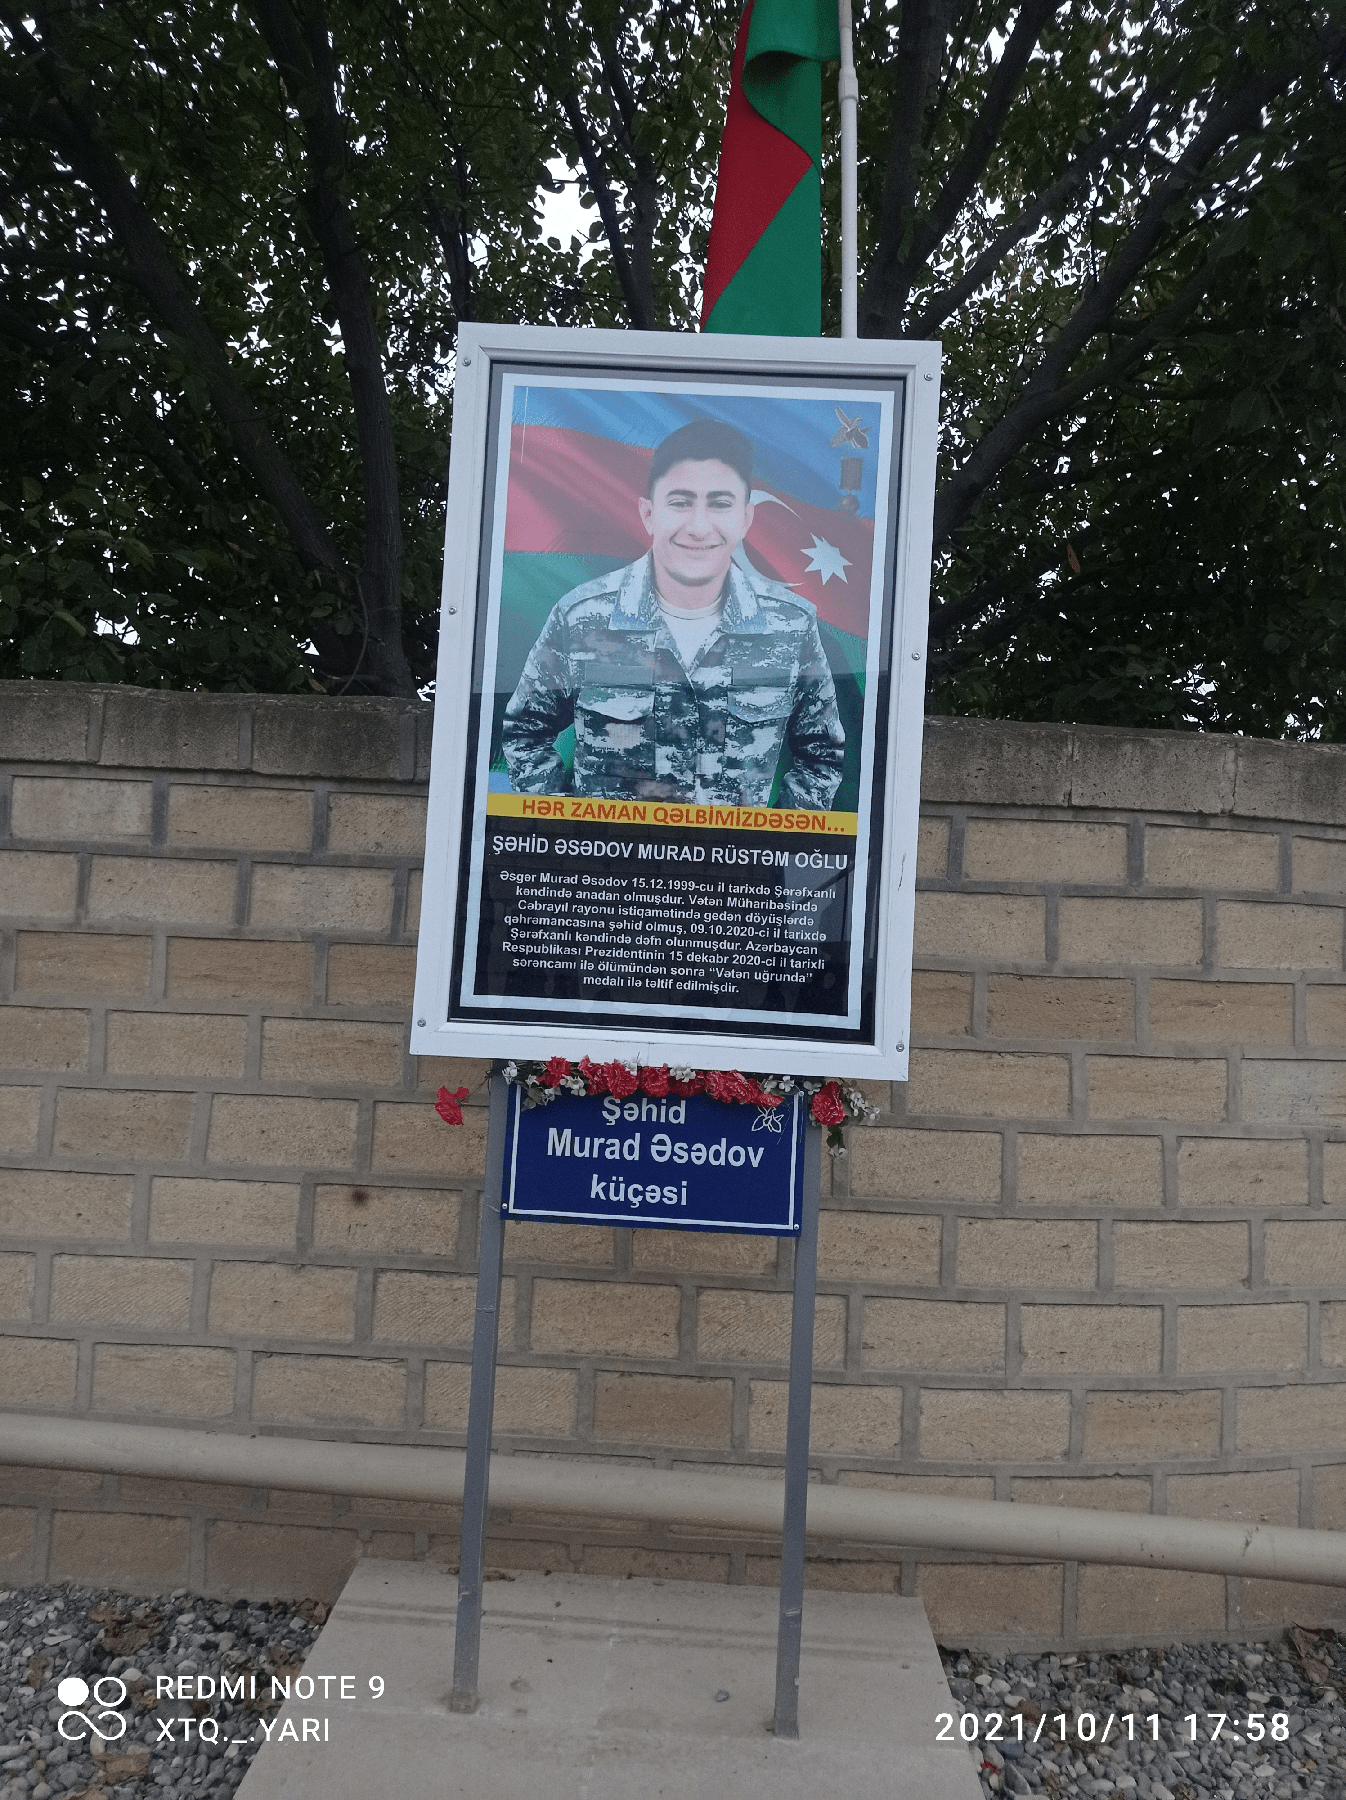 HƏR ZAMAN QƏLBİMİZDƏSƏN...
ŞƏHİD ƏSƏDOV MURAD RÜSTƏM OĞLU
Əsgər Murad Əsədov 15.12.1999-cu il tarixdə Şərəfxanlı
kəndində anadan olmuşdur. Vətən Müharibəsində
Cəbrayıl rayonu istiqamətində gedən döyüşlərdə
qəhrəmancasına şəhid olmuş, 09.10.2020-ci il tarixdə
Şərəfxanlı kəndində dəfn olunmuşdur. Azərbaycan
Respublikası Prezidentinin 15 dekabr 2020-ci il tarixli
sərəncamı ilə ölümündən sonra "Vətən uğrunda"
medalı ilə təltif edilmişdir.
Şəhid
Murad Əsədov
küçəsi
REDMI NOTE 9
XTQ._.YARI
2021/10/11 17:58